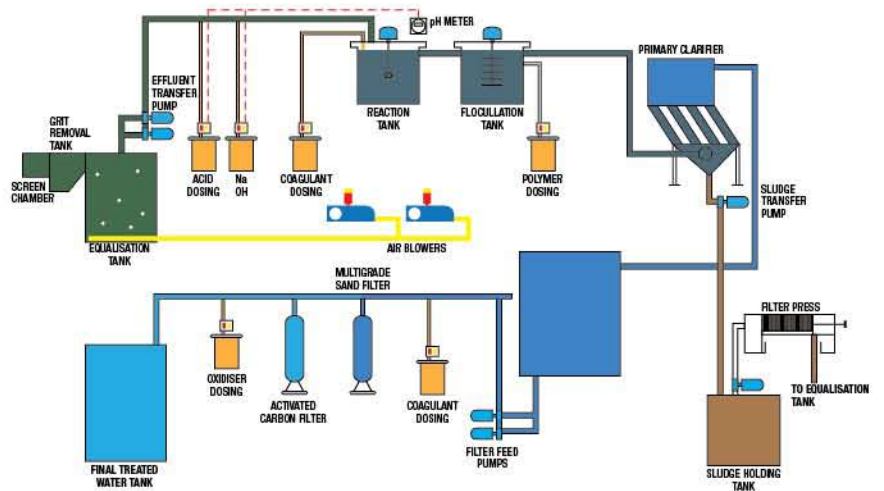 pH METER
EFFLUENT
TRANSFER
PUMP
GRIT
REMOVAL
TANK
SCREEN
CHAMBER
EQUALISATION
TANK
ACID
DOSING
Na
OH
COAGULANT
DOSING
REACTION
TANK
FLOCULLATION
TANK
POLYMER
DOSING
PRIMARY CLARIFIER
SLUDGE
TRANSFER
PUMP
AIR BLOWERS
MULTIGRADE
SAND FILTER
FILTER PRESS
OXIDISER
DOSING
ACTIVATED
CARBON FILTER
COAGULANT
DOSING
FILTER FEED
PUMPS
TO EQUALISATION
TANK
FINAL TREATED
WATER TANK
SLUDGE HOLDING
TANK